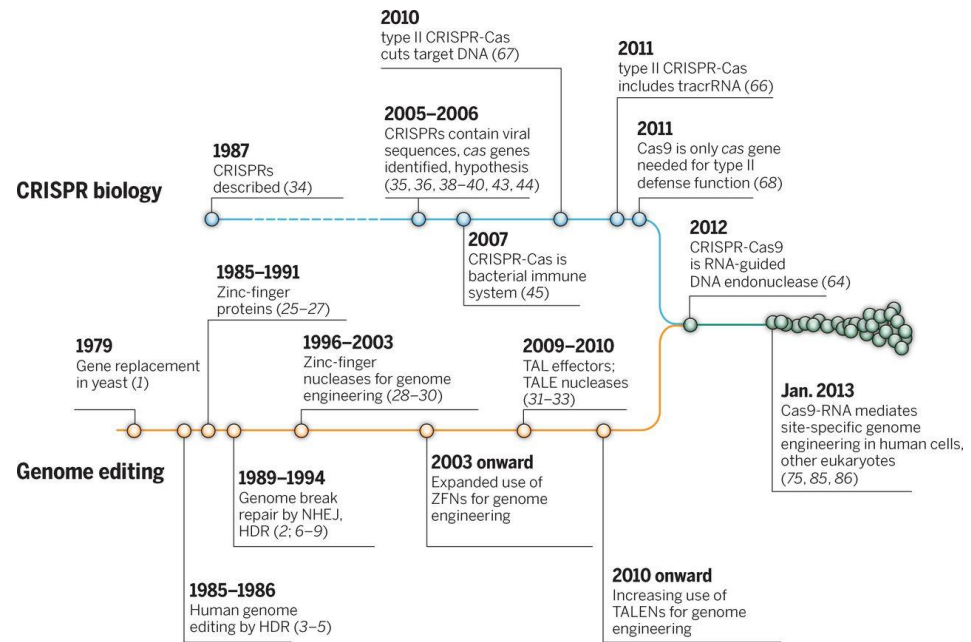 2010
type II CRISPR-Cas
cuts target DNA (67)
2011
type II CRISPR-Cas
includes tracrRNA (66)
2005–2006
CRISPRs contain viral
sequences, cas genes
identified, hypothesis
(35, 36, 38–40, 43, 44)
2011
Cas9 is only cas gene
needed for type II
defense function (68)
1987
CRISPRs
described (34)
CRISPR biology
2007
CRISPR-Cas is
bacterial immune
system (45)
2012
CRISPR-Cas9
is RNA-guided
DNA endonuclease (64)
1985–1991
Zinc-finger
proteins (25–27)
1979
Gene replacement
in yeast (1)
1996–2003
Zinc-finger
nucleases for genome
engineering (28–30)
2009–2010
TAL effectors;
TALE nucleases
(31–33)
Jan. 2013
Cas9-RNA mediates
site-specific genome
engineering in human cells,
other eukaryotes
(75, 85, 86)
Genome editing
1989–1994
Genome break
repair by NHEJ,
HDR (2; 6–9)
2003 onward
Expanded use of
ZFNs for genome
engineering
1985–1986
Human genome
editing by HDR (3–5)
2010 onward
Increasing use of
TALENs for genome
engineering